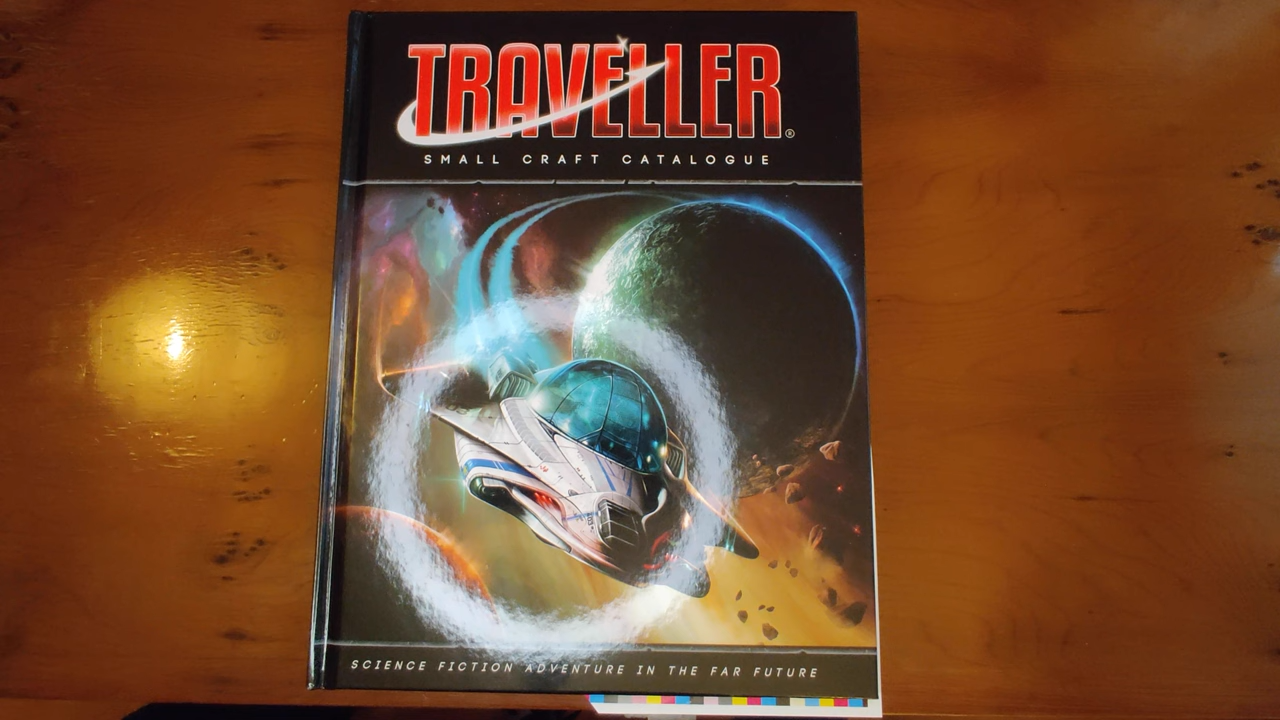 TRAVELLER®
SMALL CRAFT CATALOGUE
SCIENCE FICTION ADVENTURE IN THE FAR FUTURE